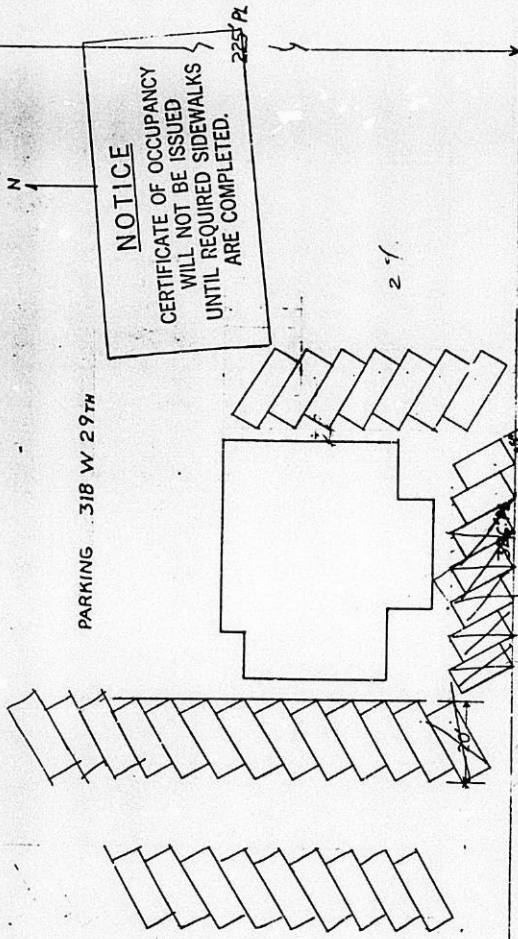 N
225' PL
NOTICE
CERTIFICATE OF OCCUPANCY
WILL NOT BE ISSUED
UNTIL REQUIRED SIDEWALKS
ARE COMPLETED.
PARKING 318 W 29TH
20'